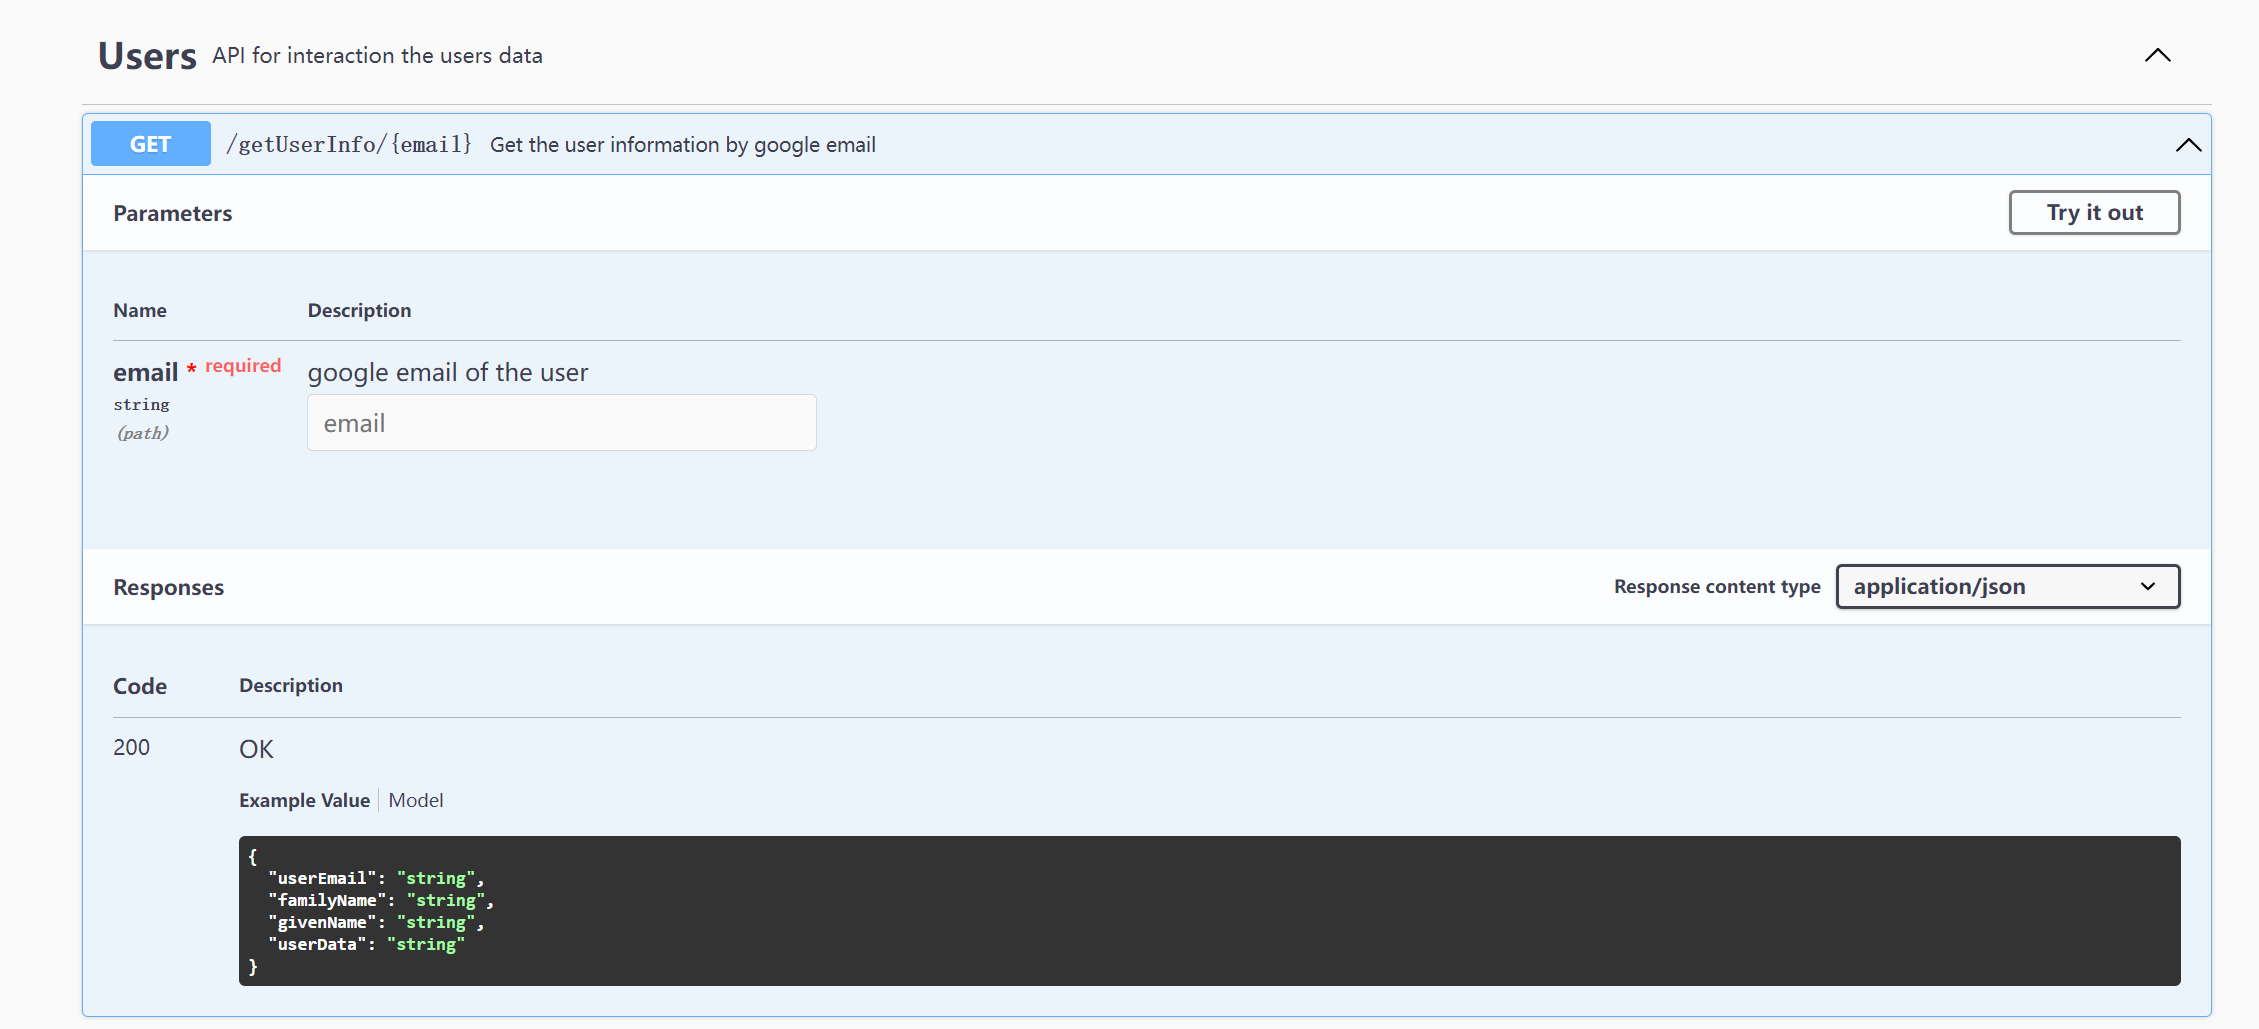 Users API for interaction the users data
GET /getUserInfo/{email} Get the user information by google email
Parameters Try it out
Name Description
email * required google email of the user
string
(path)
email
Responses Response content type application/json
Code Description
200 OK
Example Value Model
{
  "userEmail": "string",
  "familyName": "string",
  "givenName": "string",
  "userData": "string"
}